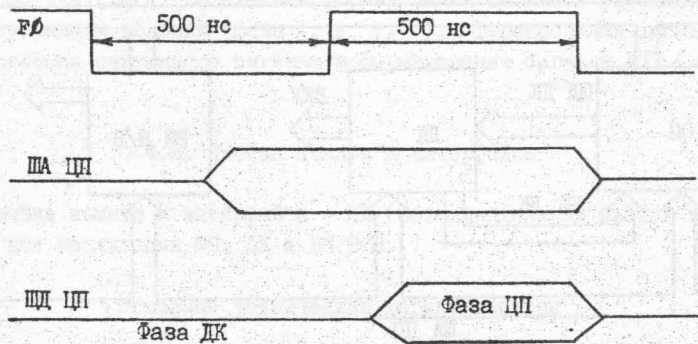 FØ
500 нс
500 нс
ША ЦП
ШД ЦП
Фаза ЦП
Фаза ДК